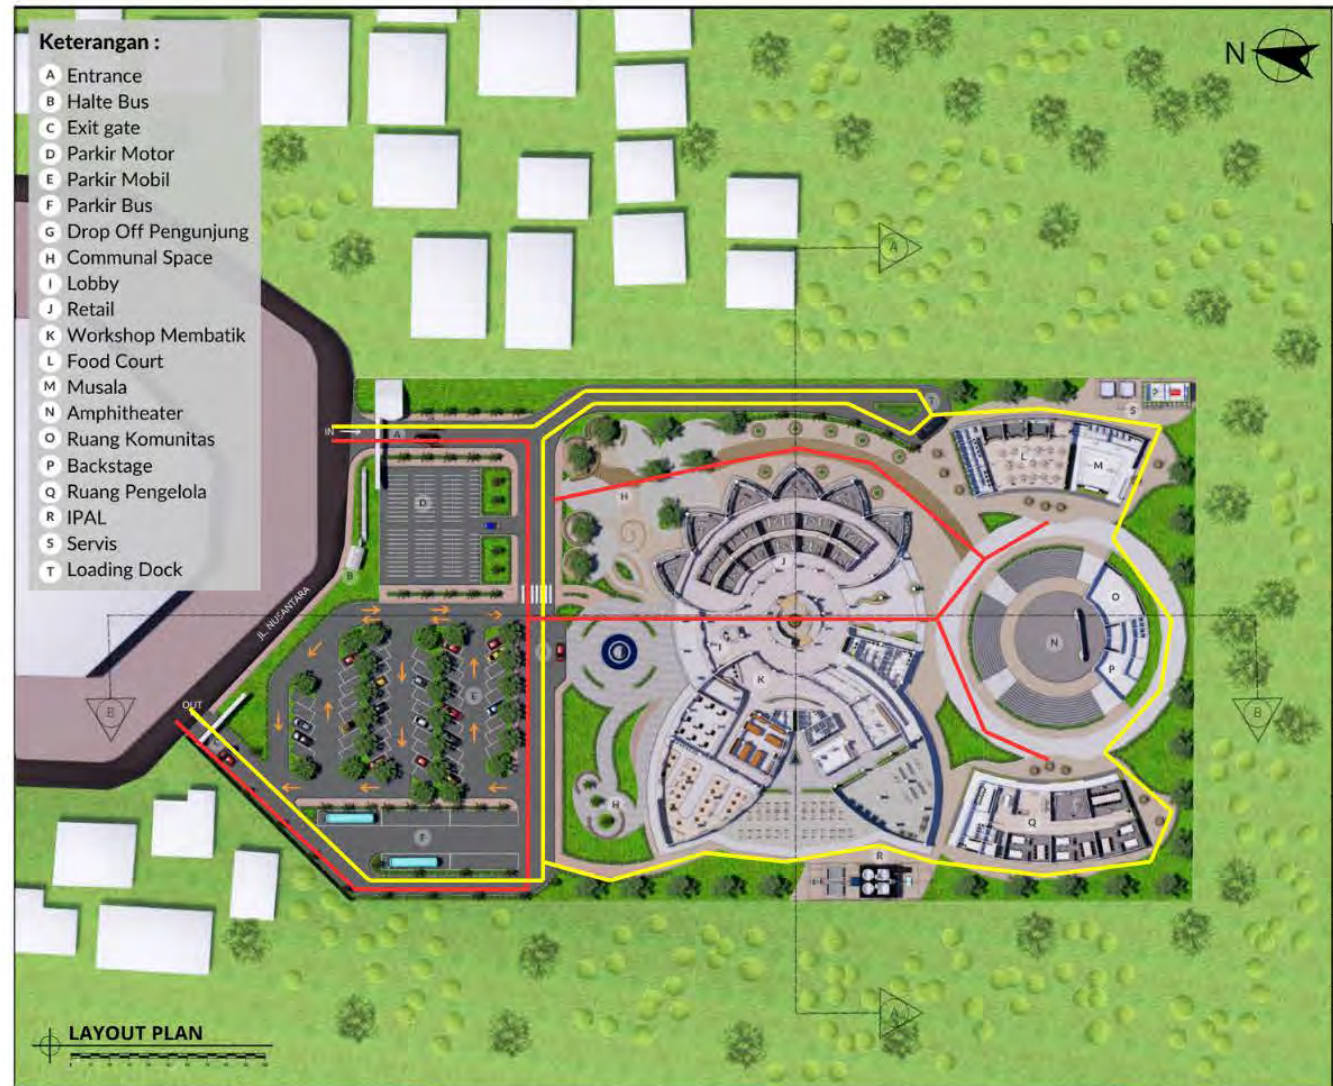 Keterangan :
A Entrance
B Halte Bus
C Exit gate
D Parkir Motor
E Parkir Mobil
F Parkir Bus
G Drop Off Pengunjung
H Communal Space
I Lobby
J Retail
K Workshop Membatik
L Food Court
M Musala
N Amphitheater
O Ruang Komunitas
P Backstage
Q Ruang Pengelola
R IPAL
S Servis
T Loading Dock
N
A
T
S
IN
A
L
M
H
D
J
B
O
JL. NUSANTARA
N
I
P
K
E
B
B
OUT
H
Q
F
R
A
LAYOUT PLAN